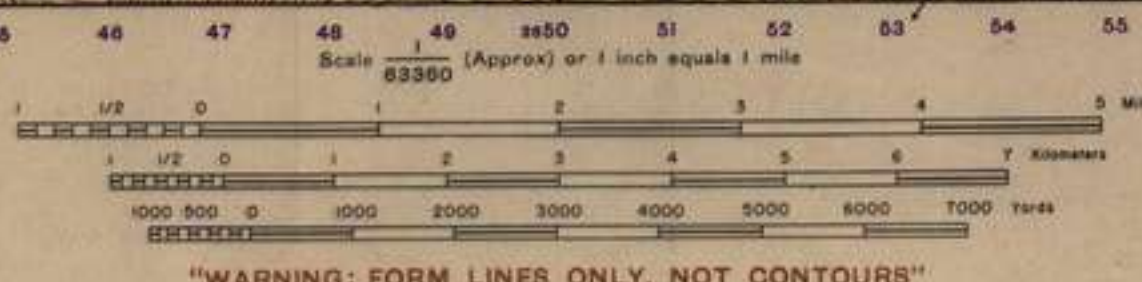 46 47 48 49 3650 51 52 53 54 55
Scale 1/63360 (Approx) or 1 inch equals 1 mile
1 1/2 0 1 2 3 4 5
1 1/2 0 1 2 3 4 5 6 7 Kilometers
1000 500 0 1000 2000 3000 4000 5000 6000 7000 Yards
"WARNING: FORM LINES ONLY, NOT CONTOURS"